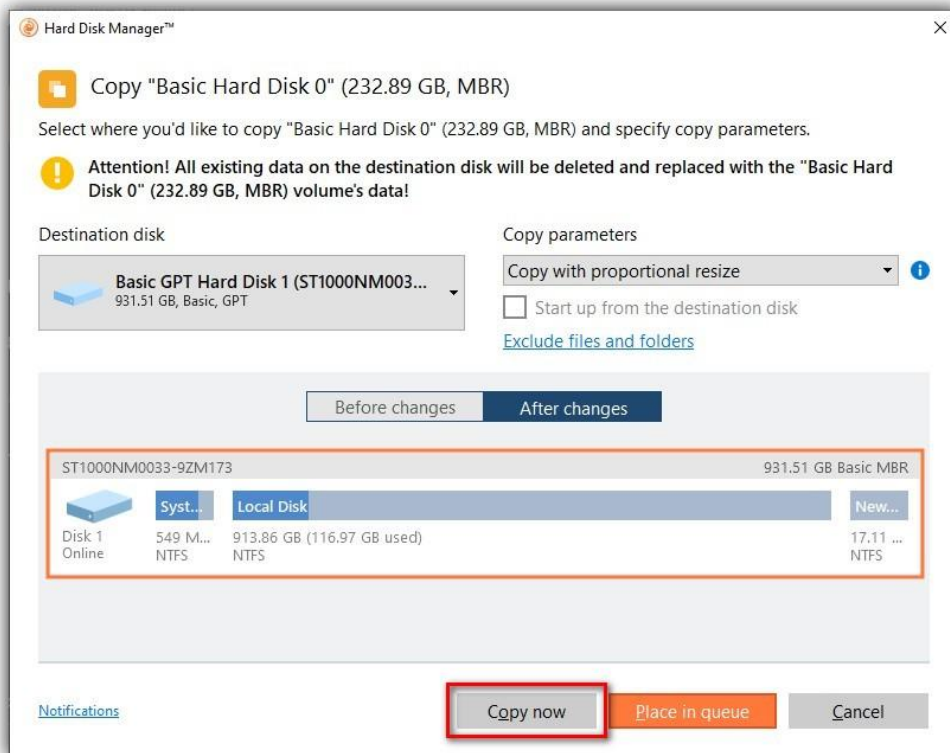 Hard Disk Manager™
Copy "Basic Hard Disk 0" (232.89 GB, MBR)
Select where you'd like to copy "Basic Hard Disk 0" (232.89 GB, MBR) and specify copy parameters.
Attention! All existing data on the destination disk will be deleted and replaced with the "Basic Hard
Disk 0" (232.89 GB, MBR) volume's data!
Destination disk
Basic GPT Hard Disk 1 (ST1000NM003...
931.51 GB, Basic, GPT
Copy parameters
Copy with proportional resize
Start up from the destination disk
Exclude files and folders
Before changes
After changes
ST1000NM0033-9ZM173
931.51 GB Basic MBR
Disk 1
Online
Syst...
549 M...
NTFS
Local Disk
913.86 GB (116.97 GB used)
NTFS
New...
17.11 ...
NTFS
Notifications
Copy now
Place in queue
Cancel